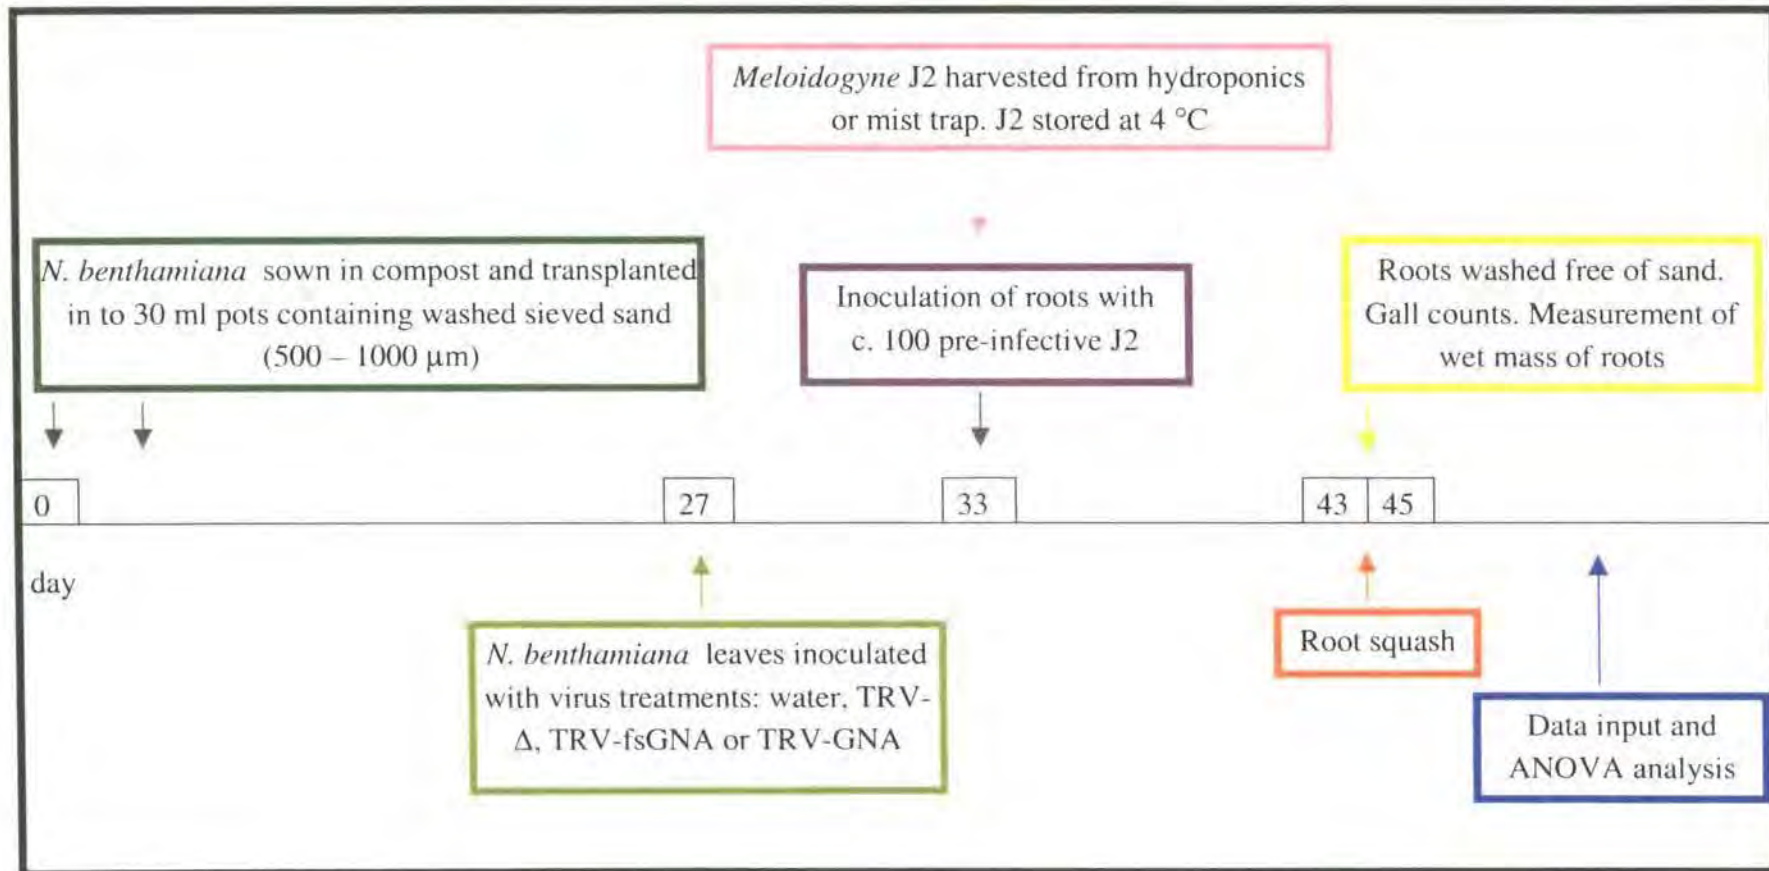 Meloidogyne J2 harvested from hydroponics
or mist trap. J2 stored at 4 °C
N. benthamiana sown in compost and transplanted
in to 30 ml pots containing washed sieved sand
(500 – 1000 μm)
Inoculation of roots with
c. 100 pre-infective J2
Roots washed free of sand.
Gall counts. Measurement of
wet mass of roots
0
27
33
43
45
day
N. benthamiana leaves inoculated
with virus treatments: water, TRV-
Δ, TRV-fsGNA or TRV-GNA
Root squash
Data input and
ANOVA analysis